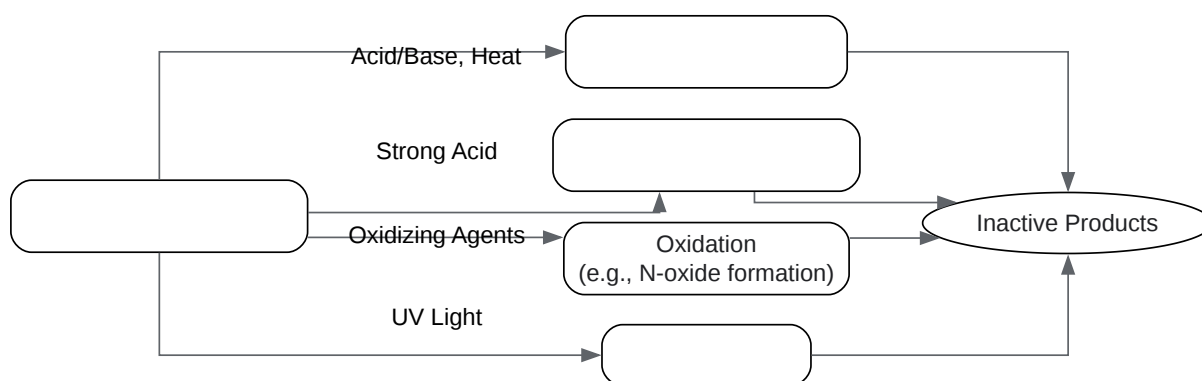 Acid/Base, Heat
Strong Acid
Inactive Products
Oxidizing Agents
Oxidation
(e.g., N-oxide formation)
UV Light